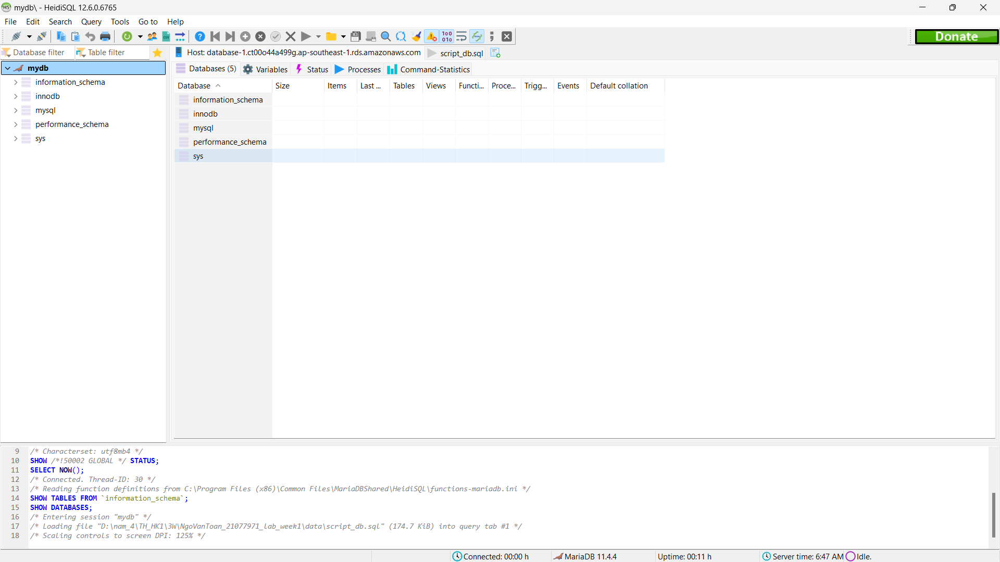 mydb\ - HeidiSQL 12.6.0.6765
File Edit Search Query Tools Go to Help
Donate
Database filter Table filter
Host: database-1.ct00o44a499g.ap-southeast-1.rds.amazonaws.com script_db.sql
Databases (5) Variables Status Processes Command-Statistics
mydb
information_schema
innodb
mysql
performance_schema
sys
Database Size Items Last ... Tables Views Functi... Proce... Trigg... Events Default collation
information_schema
innodb
mysql
performance_schema
sys
9 /* Characterset: utf8mb4 */
10 SHOW /*!50002 GLOBAL */ STATUS;
11 SELECT NOW();
12 /* Connected. Thread-ID: 30 */
13 /* Reading function definitions from C:\Program Files (x86)\Common Files\MariaDBShared\HeidiSQL\functions-mariadb.ini */
14 SHOW TABLES FROM `information_schema`;
15 SHOW DATABASES;
16 /* Entering session "mydb" */
17 /* Loading file "D:\nam_4\TH_HK1\3W\NgoVanToan_21077971_lab_week1\data\script_db.sql" (174.7 KiB) into query tab #1 */
18 /* Scaling controls to screen DPI: 125% */
Connected: 00:00 h MariaDB 11.4.4 Uptime: 00:11 h Server time: 6:47 AM Idle.